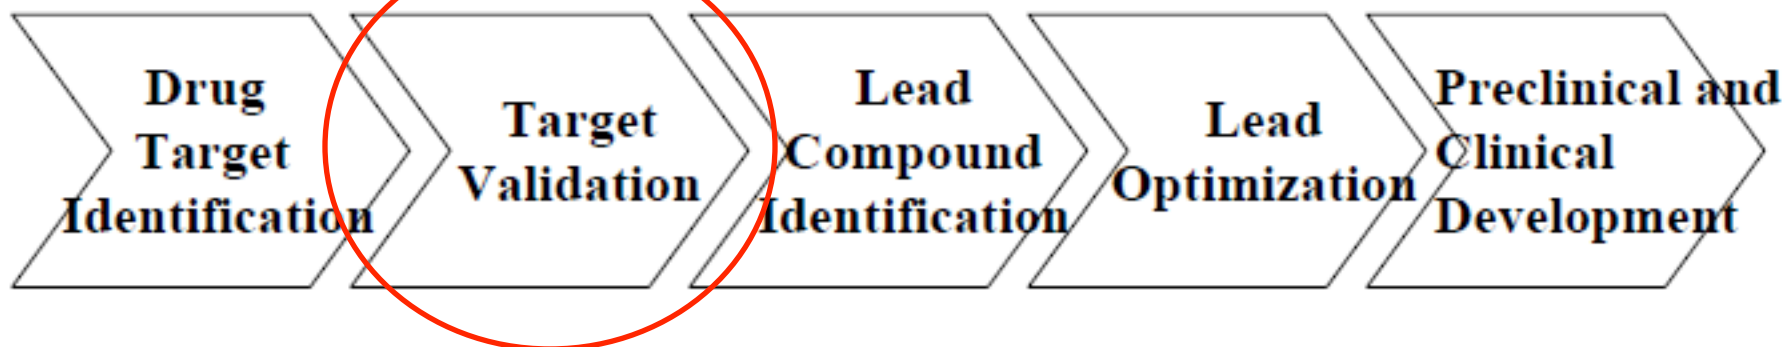 Drug
Target
Identification
Target
Validation
Lead
Compound
Identification
Lead
Optimization
Preclinical and
Clinical
Development